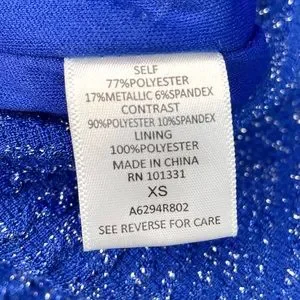 SELF
77%POLYESTER
17%METALLIC 6%SPANDEX
CONTRAST
90%POLYESTER 10%SPANDEX
LINING
100%POLYESTER
MADE IN CHINA
RN 101331
XS
A6294R802
SEE REVERSE FOR CARE